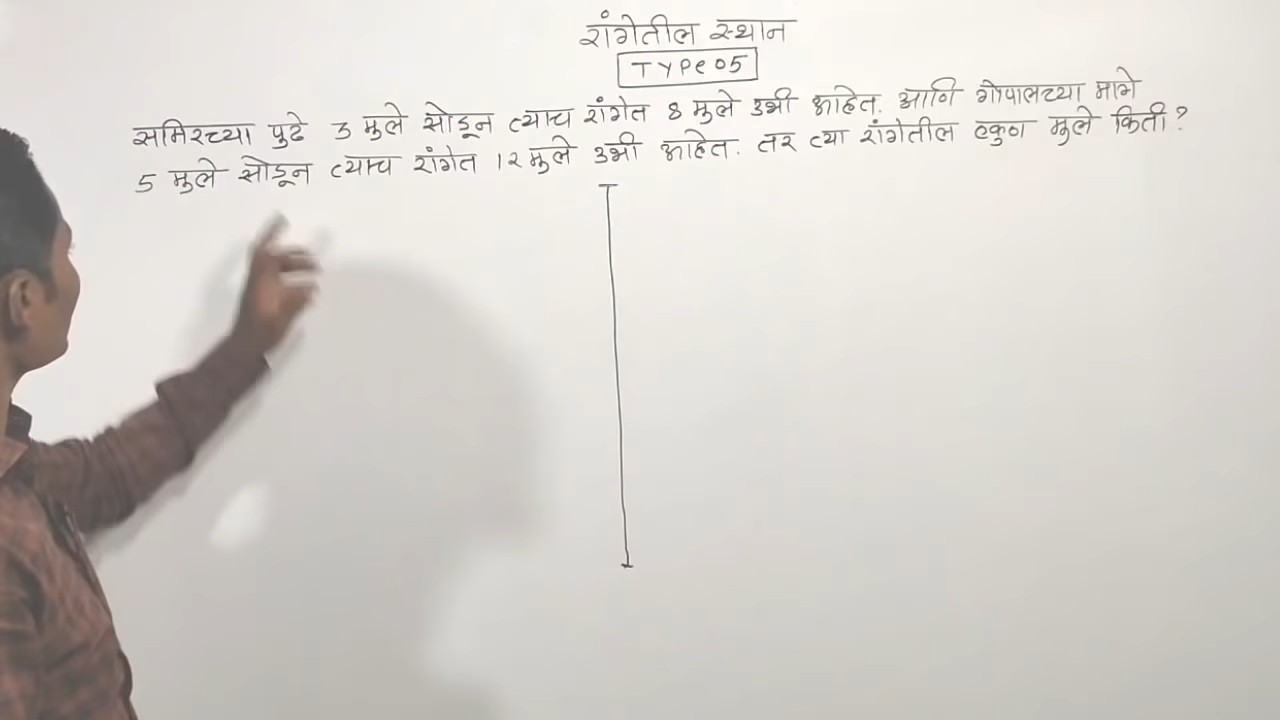 रांगेतील स्थान
TYPe 05
समिरच्या पुढे 3 मुले सोडून त्याच रांगेत 8 मुले उभी आहेत. आणि गोपालच्या मागे
5 मुले सोडून त्याच रांगेत 12 मुले उभी आहेत. तर त्या रांगेतील एकुण मुले किती?